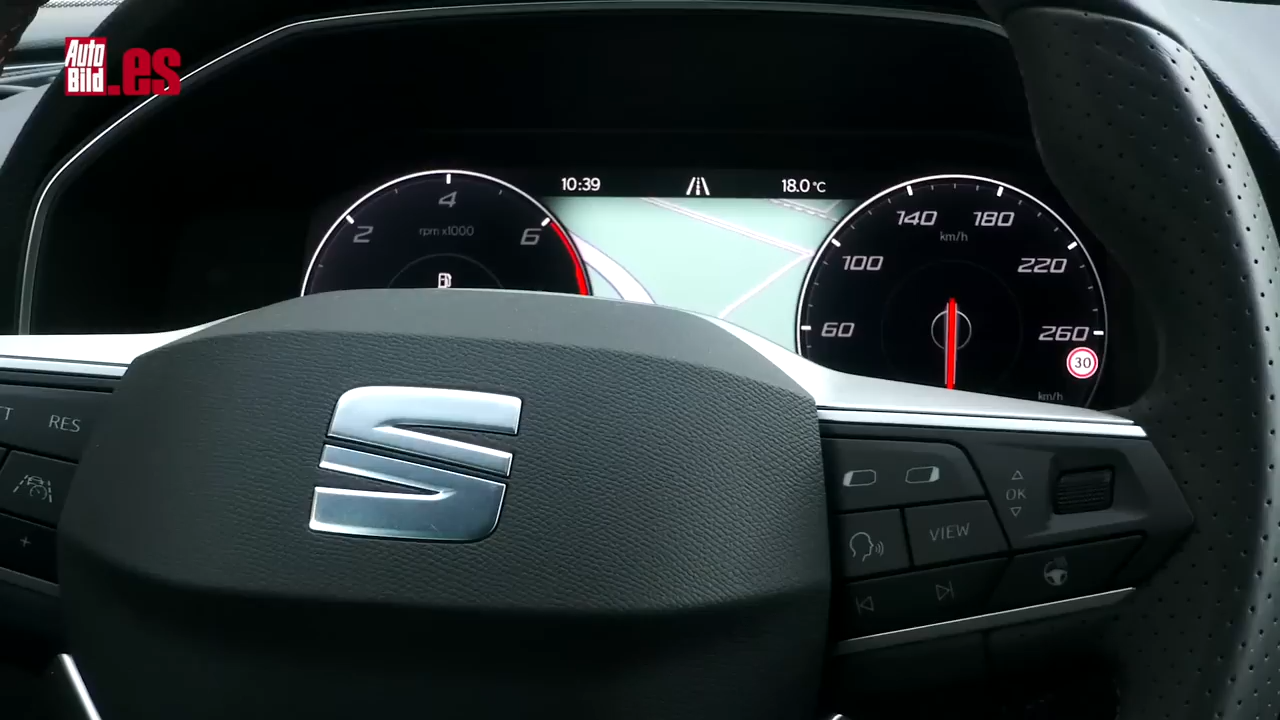 Auto
Bild
.es
10:39
18.0°C
2
4
6
rpm x1000
60
100
140
180
220
260
km/h
30
km/h
RES
+
OK
VIEW